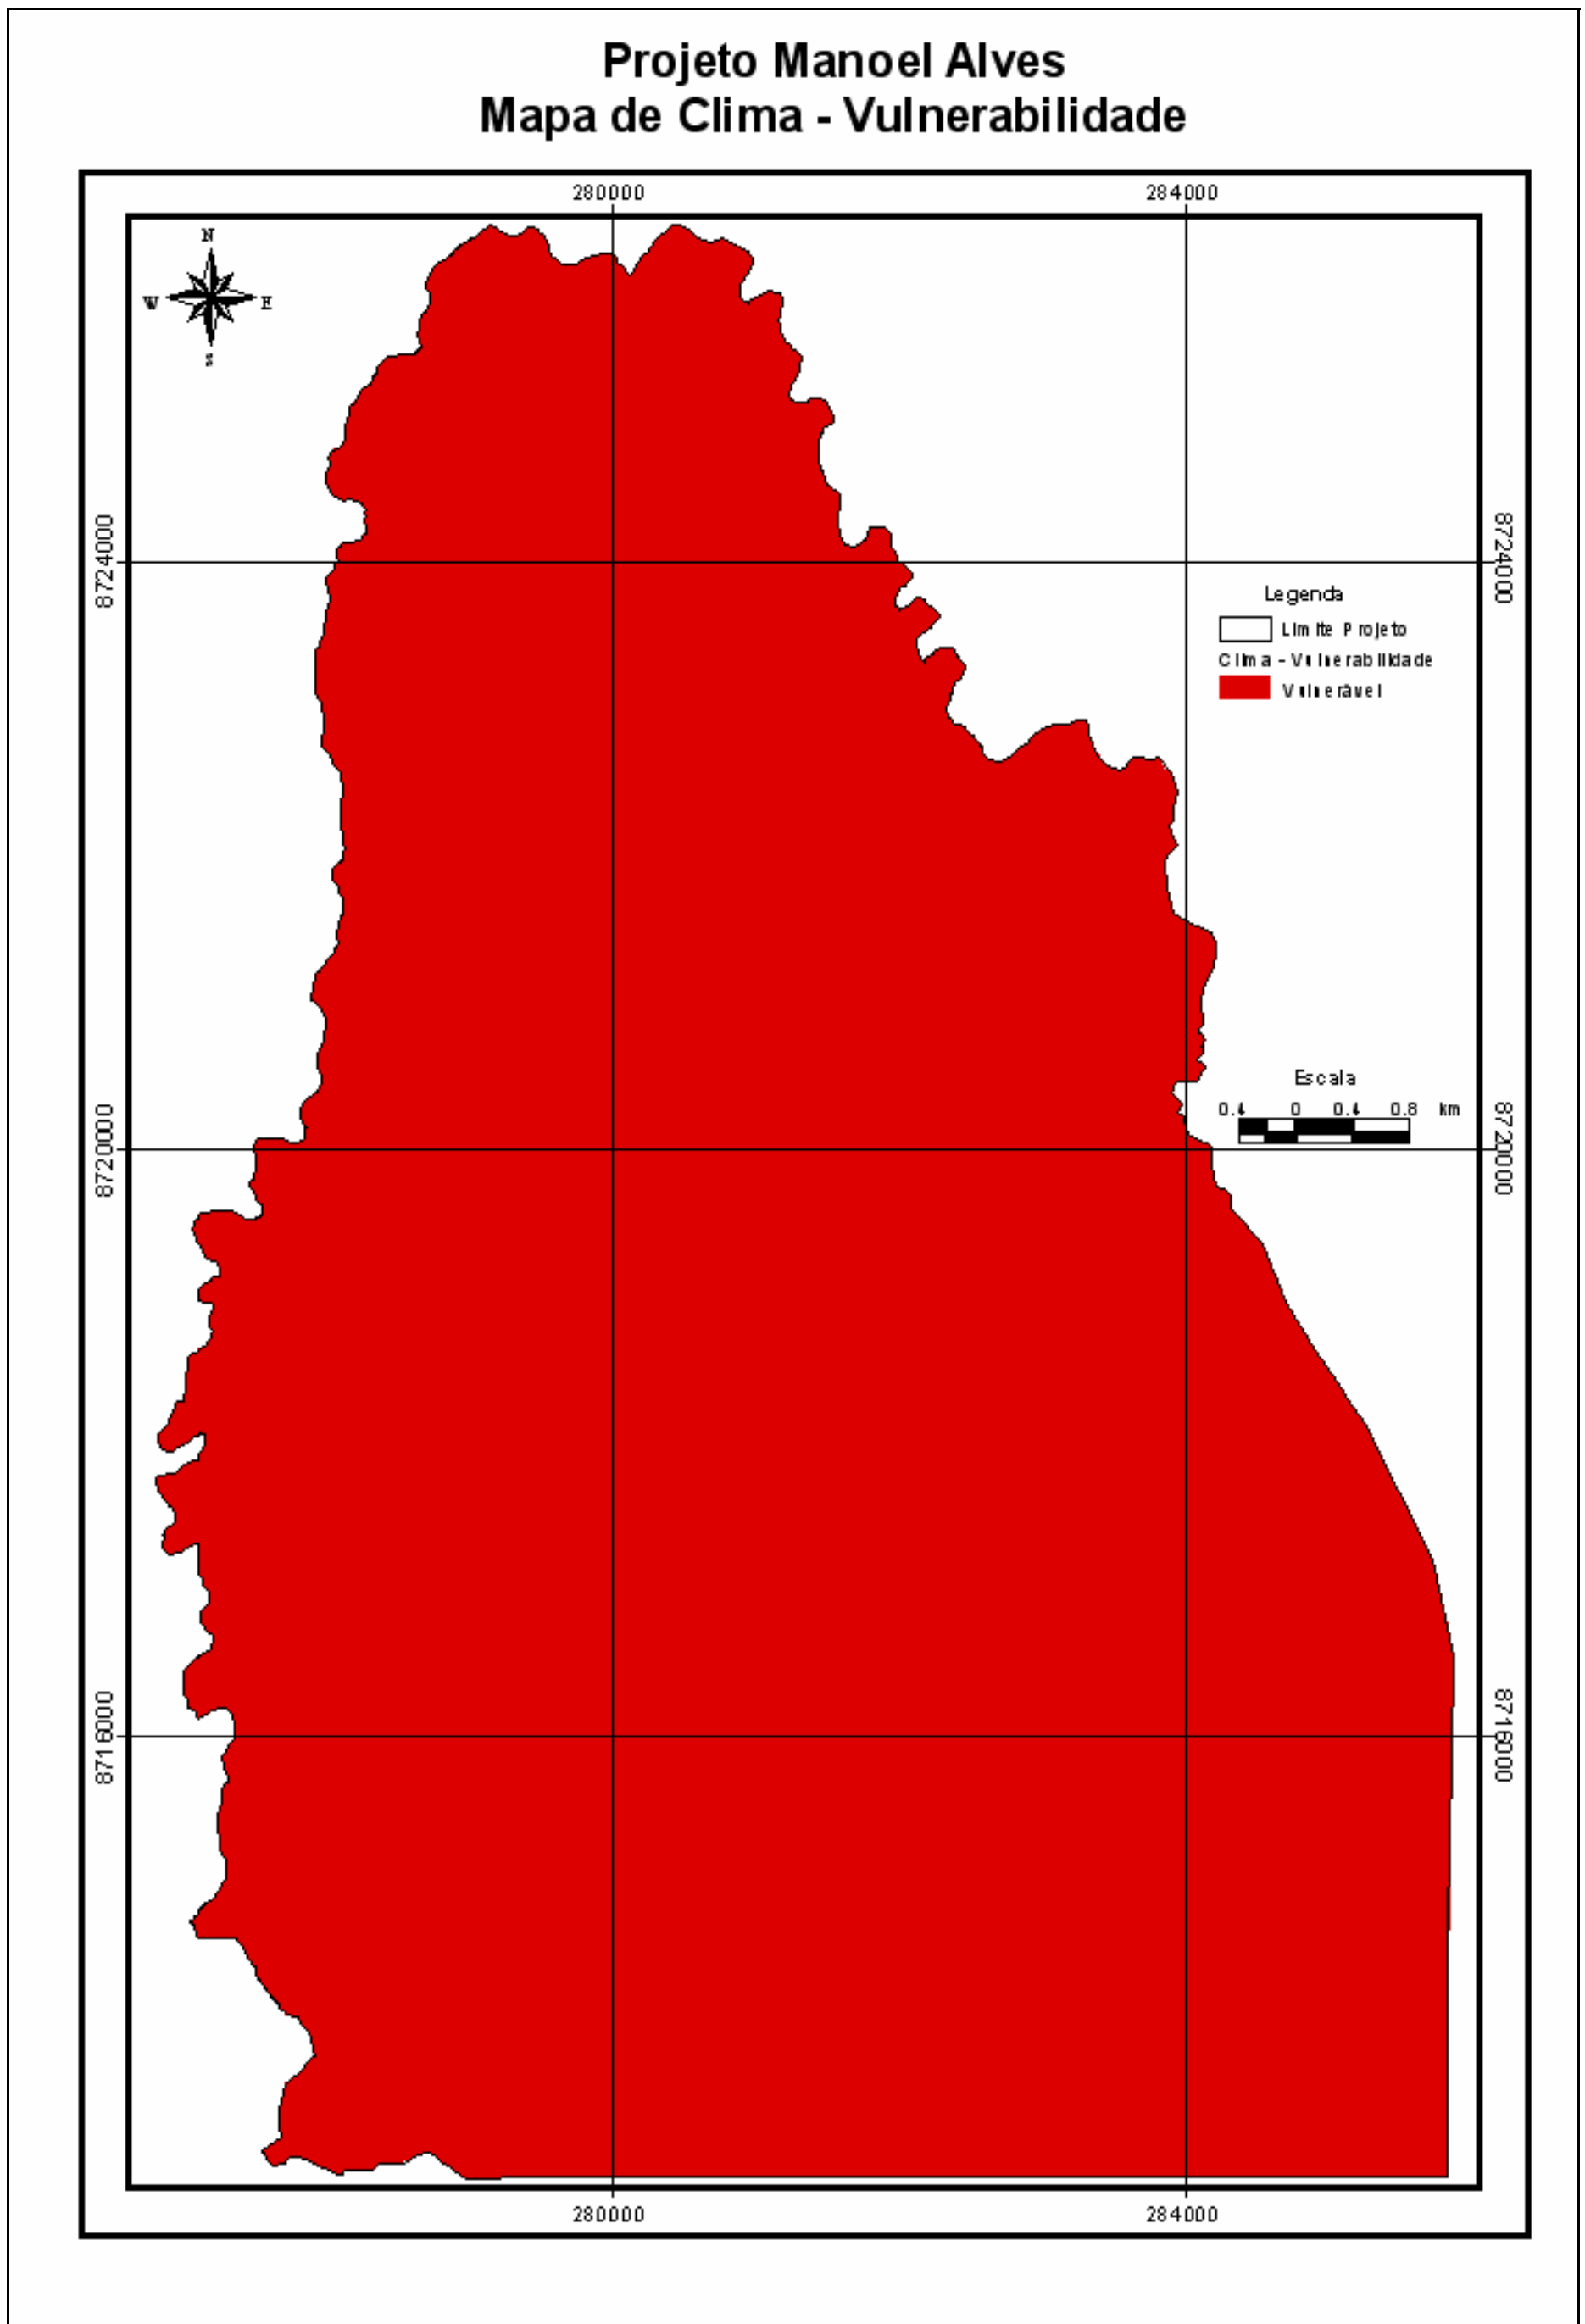 Projeto Manoel Alves
Mapa de Clima - Vulnerabilidade
280000 284000
N
W E
S
8724000 8724000
Legenda
Limite Projeto
Clima - Vulnerabilidade
Vulnerável
Escala
0.4 0 0.4 0.8 km
8720000 8720000
8716000 8716000
280000 284000